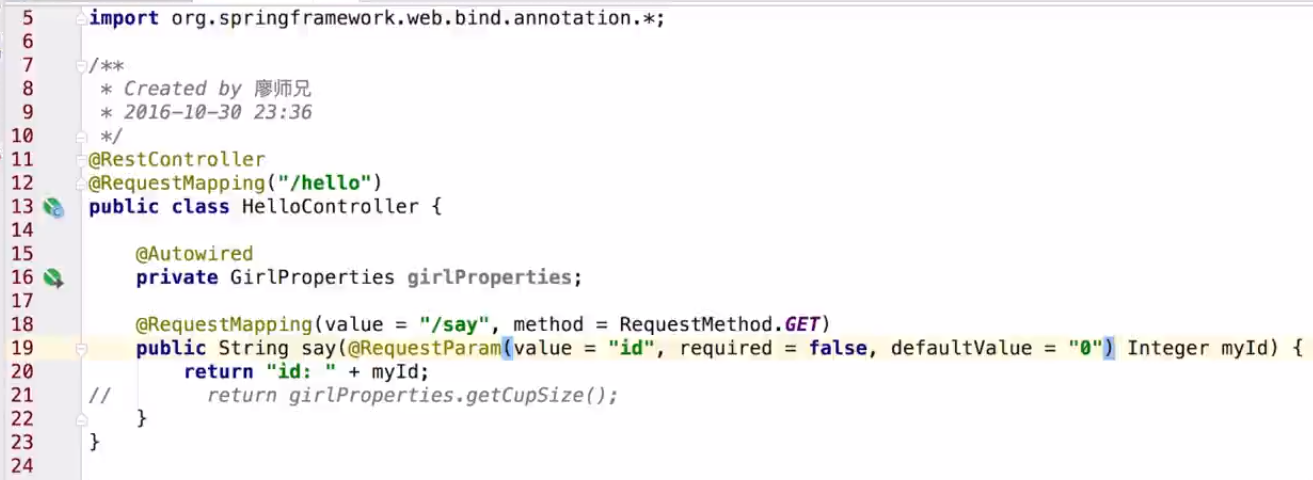 5 import org.springframework.web.bind.annotation.*;
6
7 /**
8 * Created by 廖师兄
9 * 2016-10-30 23:36
10 */
11 @RestController
12 @RequestMapping("/hello")
13 public class HelloController {
14
15 @Autowired
16 private GirlProperties girlProperties;
17
18 @RequestMapping(value = "/say", method = RequestMethod.GET)
19 public String say(@RequestParam(value = "id", required = false, defaultValue = "0") Integer myId) {
20 return "id: " + myId;
21 // return girlProperties.getCupSize();
22 }
23 }
24